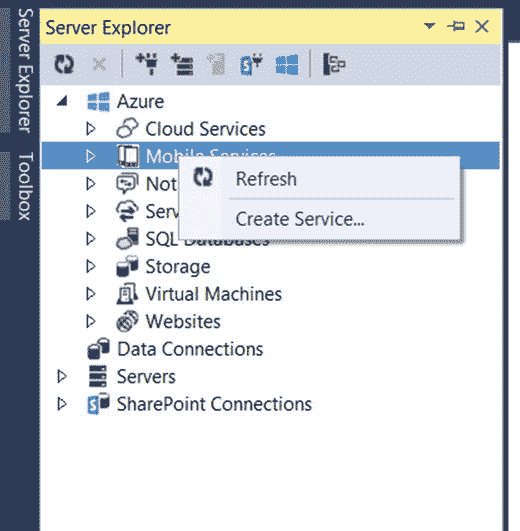 Server Explorer
Toolbox
Server Explorer
Azure
Cloud Services
Mobile Services
Refresh
Not
Create Service...
Serv
SQL Databases
Storage
Virtual Machines
Websites
Data Connections
Servers
SharePoint Connections